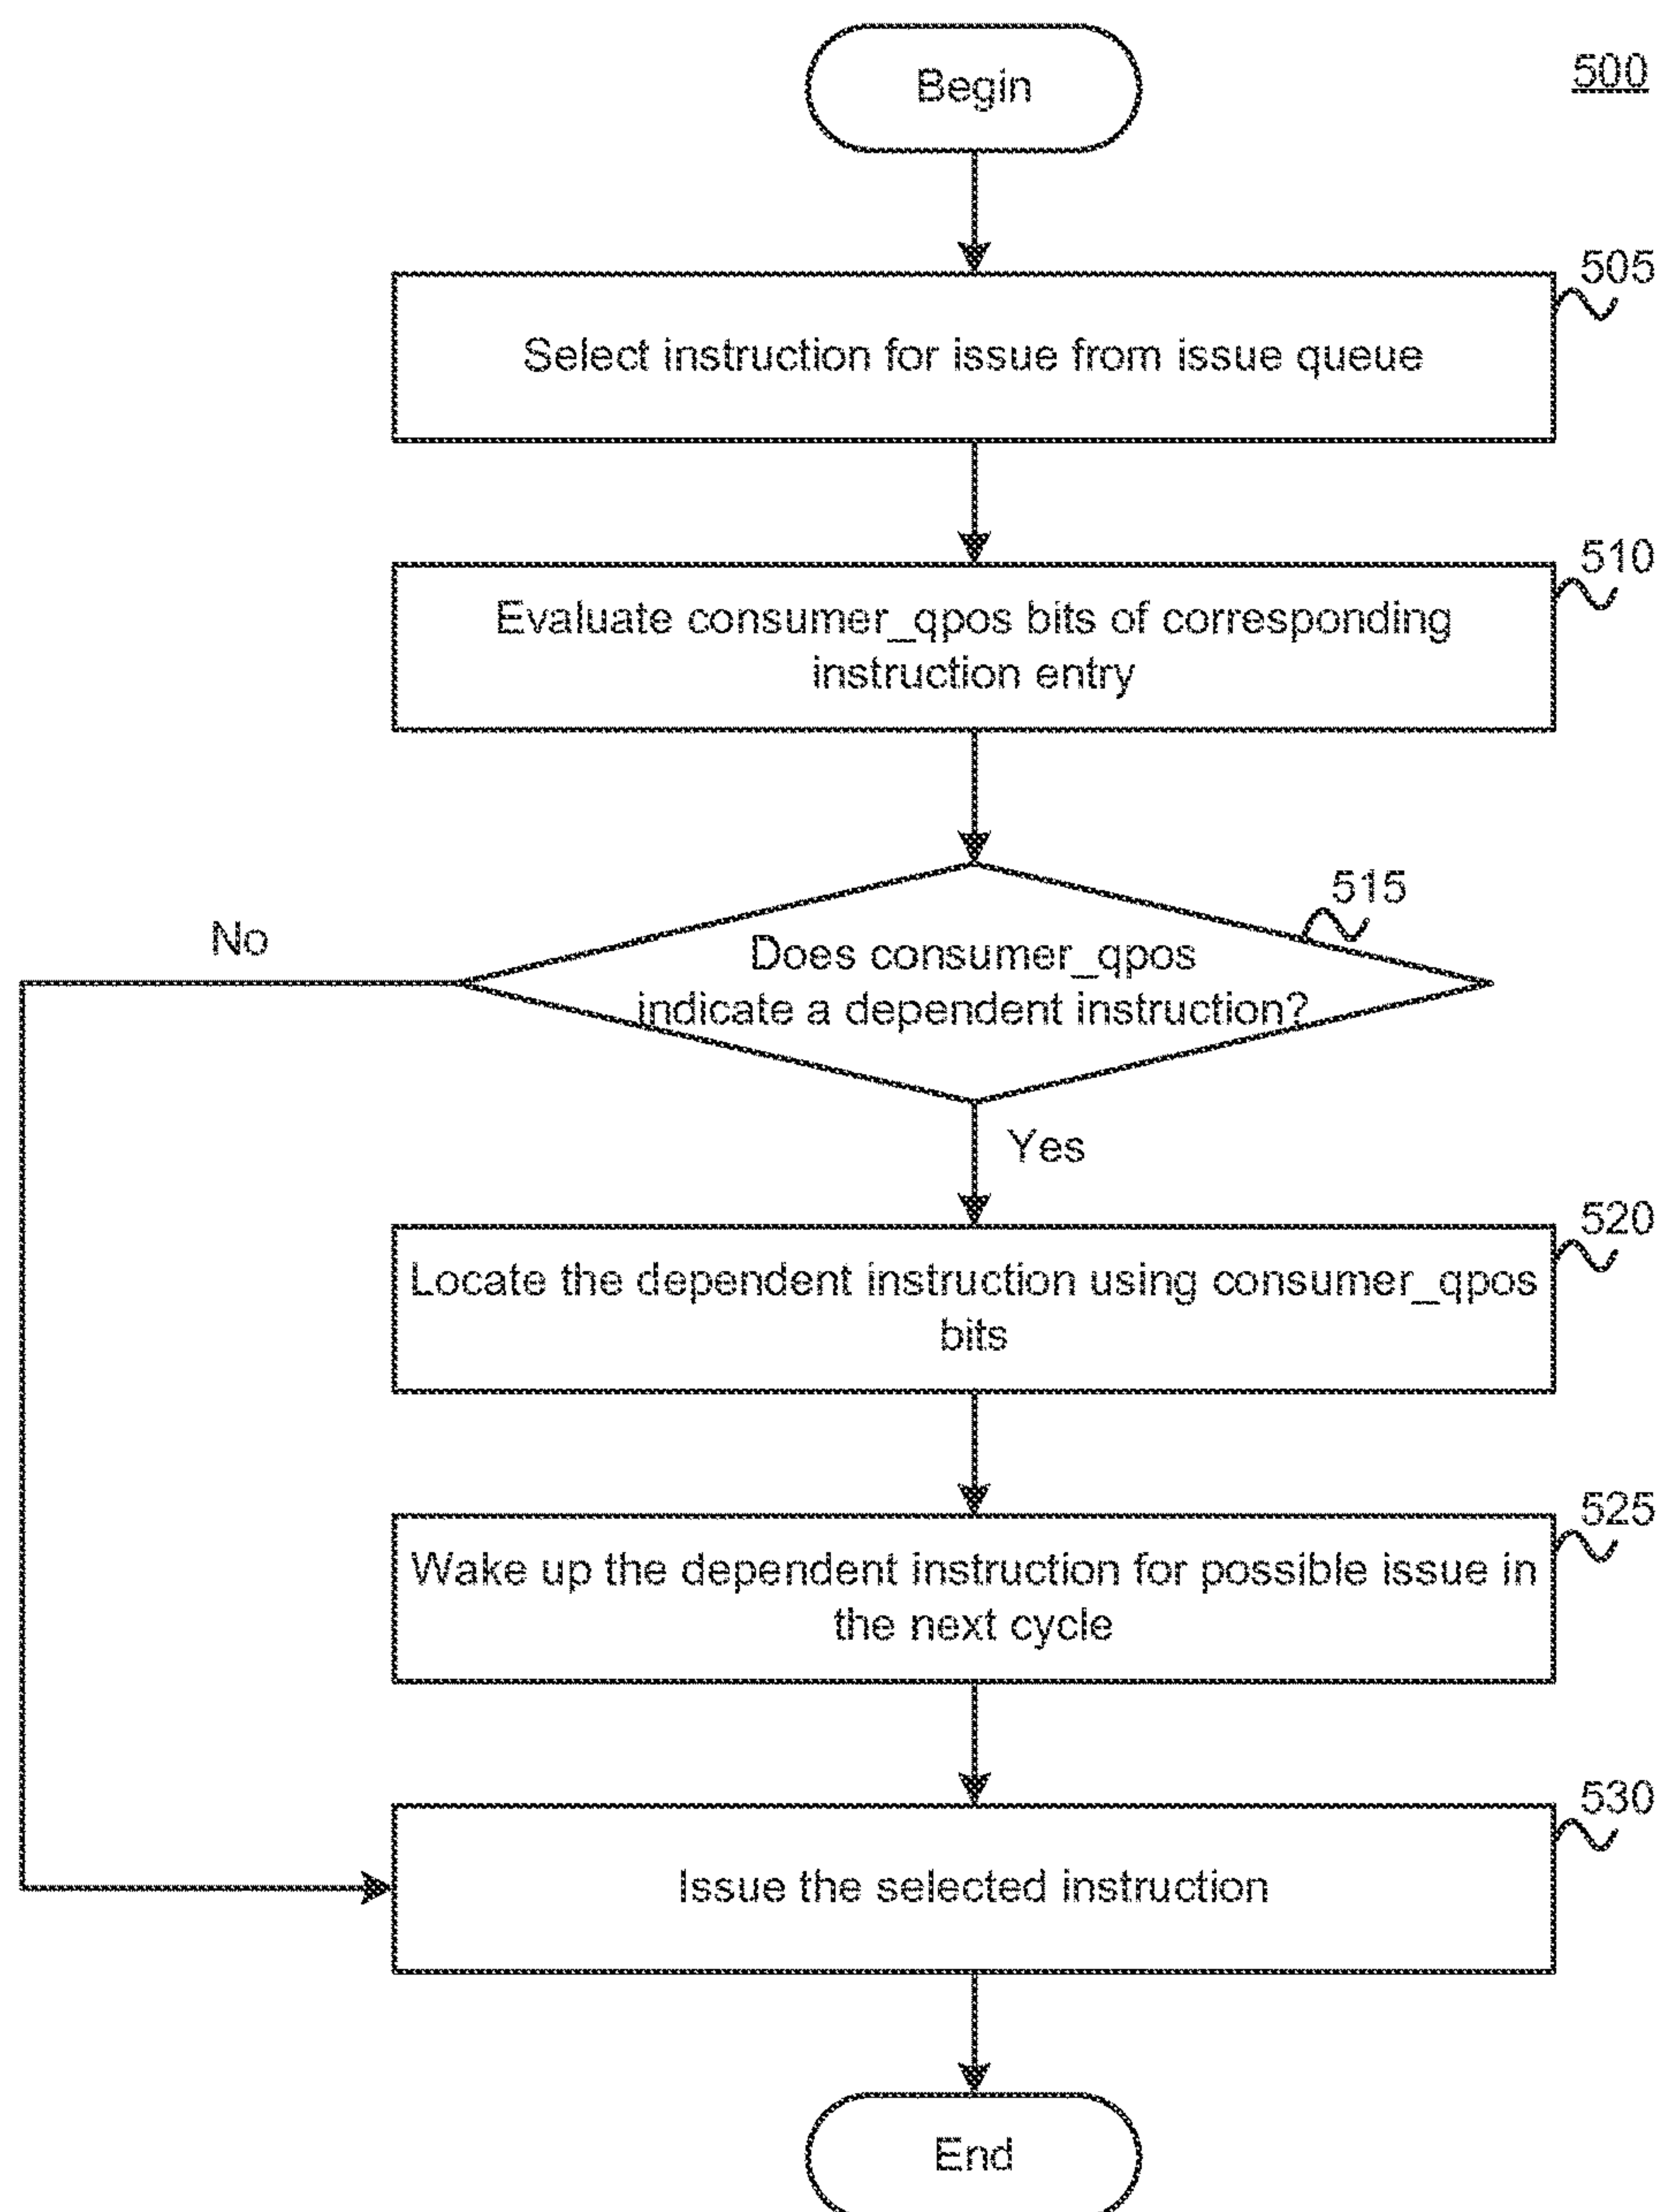 Begin
500
505
Select instruction for issue from issue queue
510
Evaluate consumer_qpos bits of corresponding
instruction entry
515
No
Does consumer_qpos
indicate a dependent instruction?
Yes
520
Locate the dependent instruction using consumer_qpos
bits
525
Wake up the dependent instruction for possible issue in
the next cycle
530
Issue the selected instruction
End